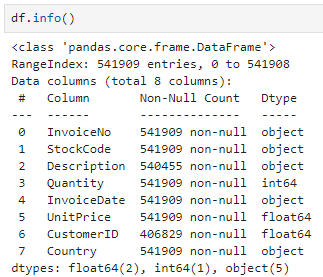 df.info()
<class 'pandas.core.frame.DataFrame'>
RangeIndex: 541909 entries, 0 to 541908
Data columns (total 8 columns):
 #   Column       Non-Null Count   Dtype
---  ------       --------------   -----
 0   InvoiceNo    541909 non-null  object
 1   StockCode    541909 non-null  object
 2   Description  540455 non-null  object
 3   Quantity     541909 non-null  int64
 4   InvoiceDate  541909 non-null  object
 5   UnitPrice    541909 non-null  float64
 6   CustomerID   406829 non-null  float64
 7   Country      541909 non-null  object
dtypes: float64(2), int64(1), object(5)